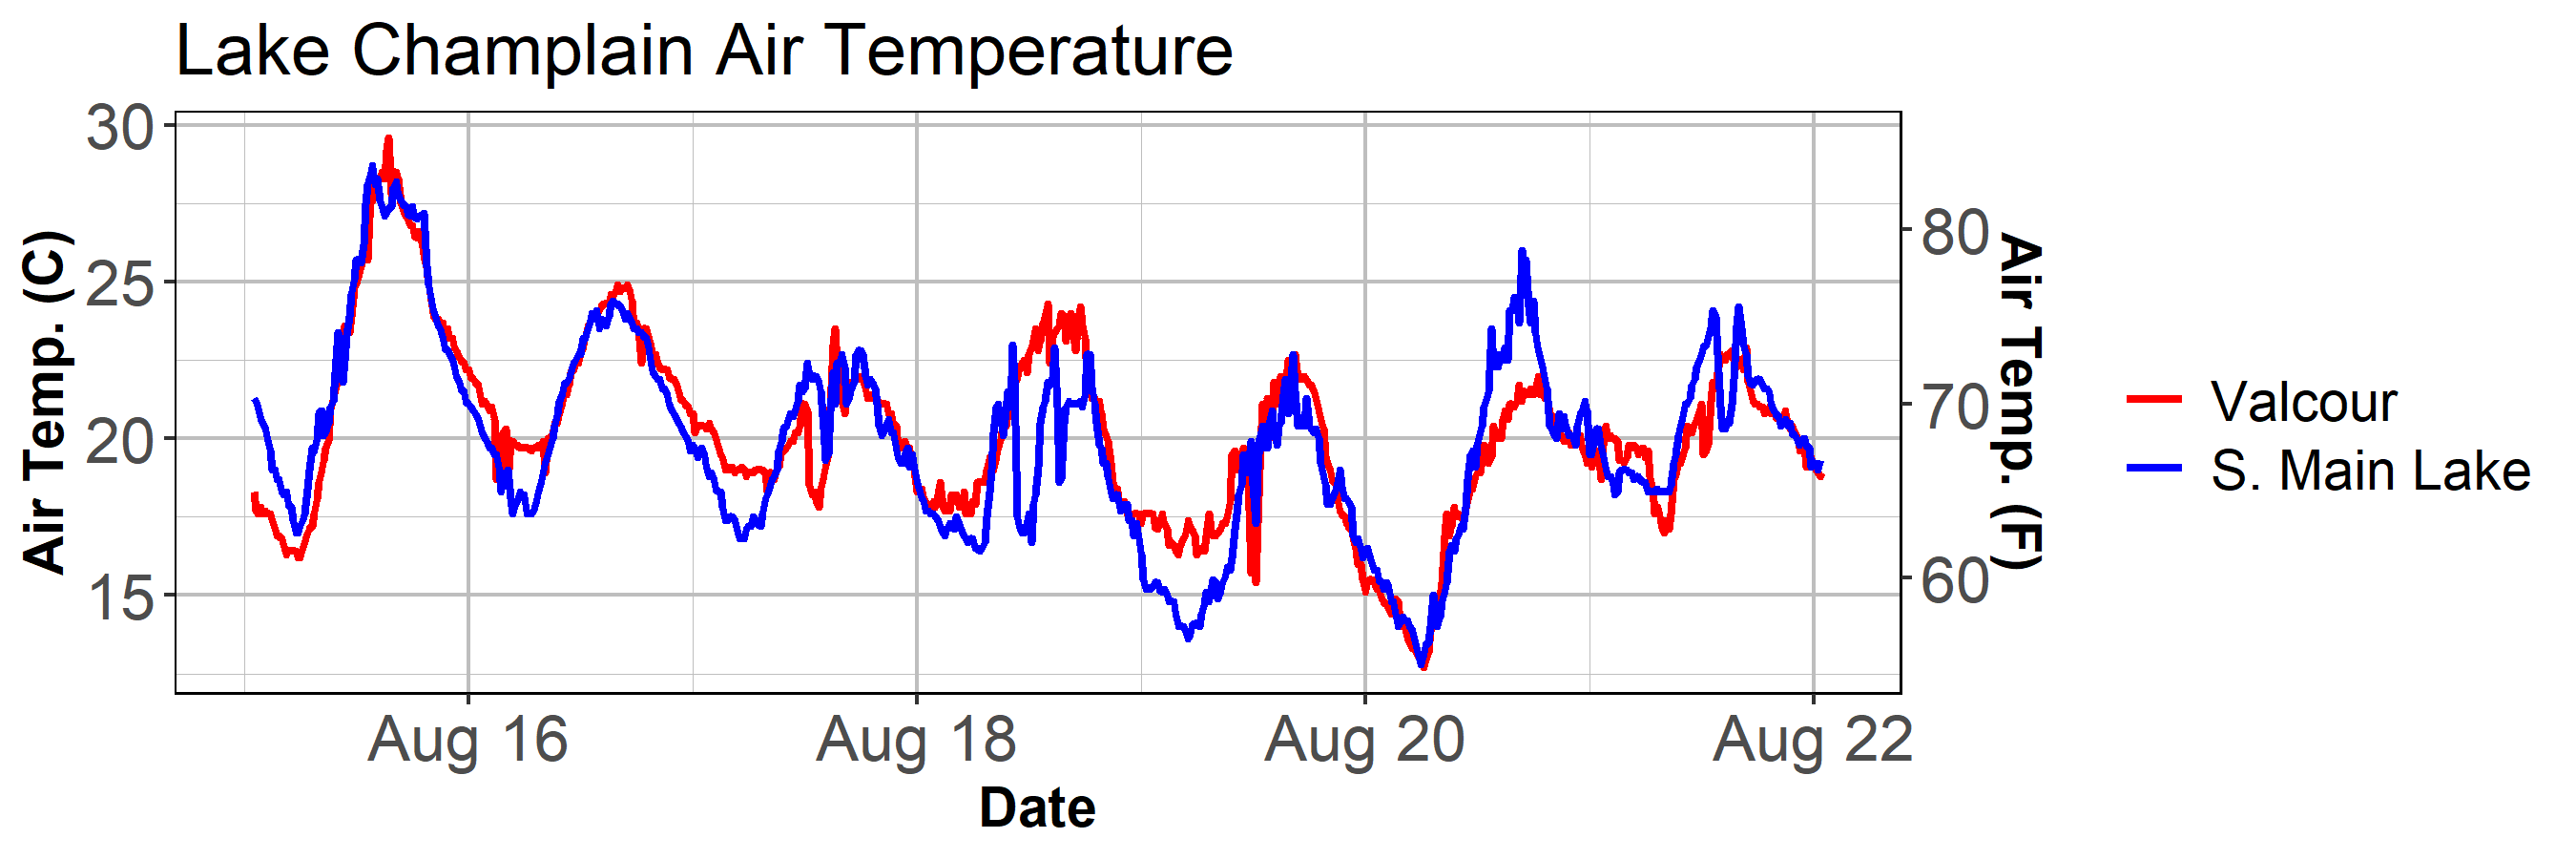 Lake Champlain Air Temperature
30
25
20
15
Air Temp. (C)
80
70
60
Air Temp. (F)
Aug 16
Aug 18
Aug 20
Aug 22
Date
Valcour
S. Main Lake